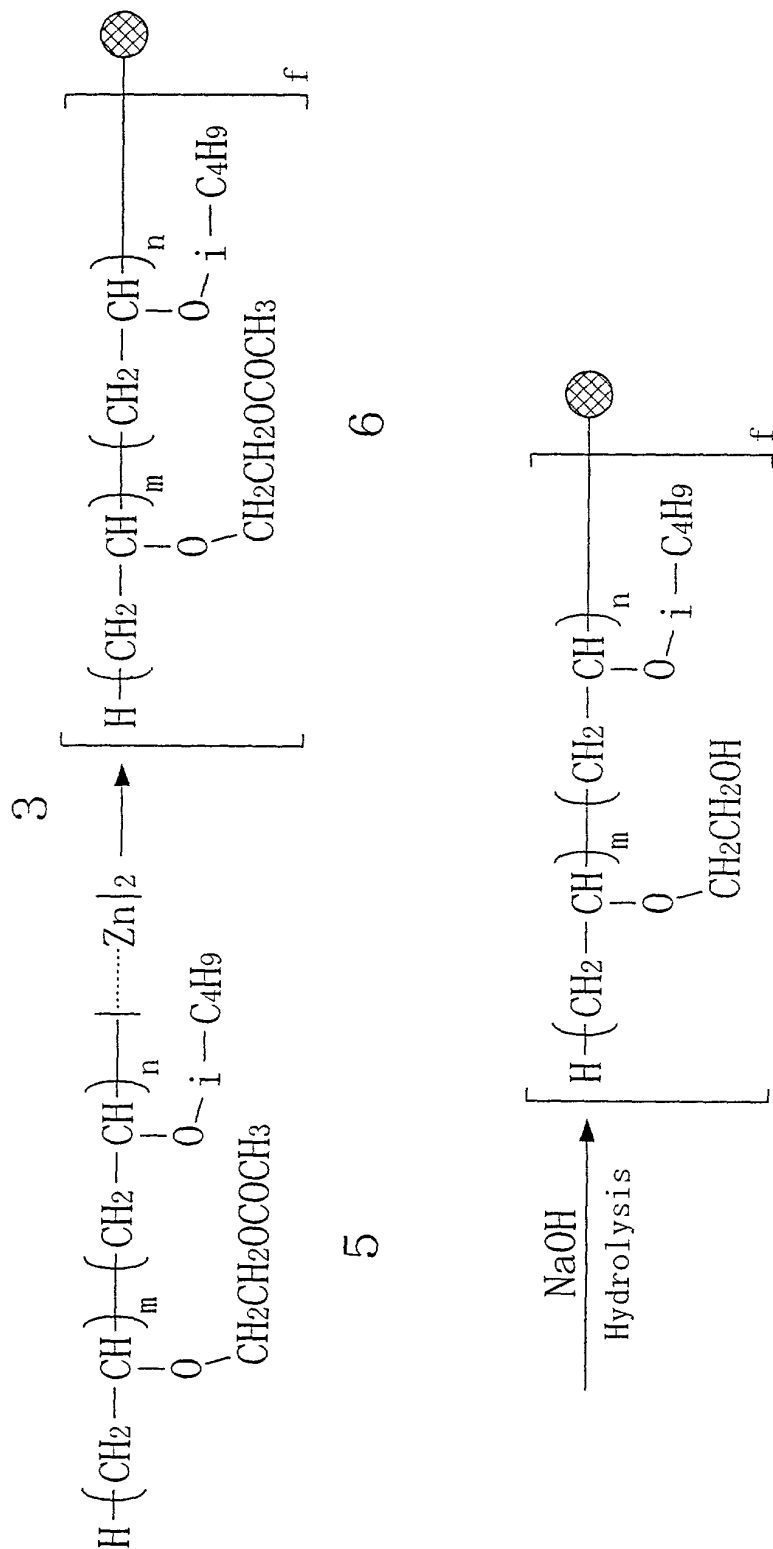 3
H ( CH2 — CH ) m ( CH2 — CH ) n | ........ Zn | 2 → [ H ( CH2 — CH ) m ( CH2 — CH ) n ] f
O O — i — C4H9 O O — i — C4H9
CH2CH2OCOCH3 CH2CH2OCOCH3
5 6
NaOH
Hydrolysis
[ H ( CH2 — CH ) m ( CH2 — CH ) n ] f
O O — i — C4H9
CH2CH2OH